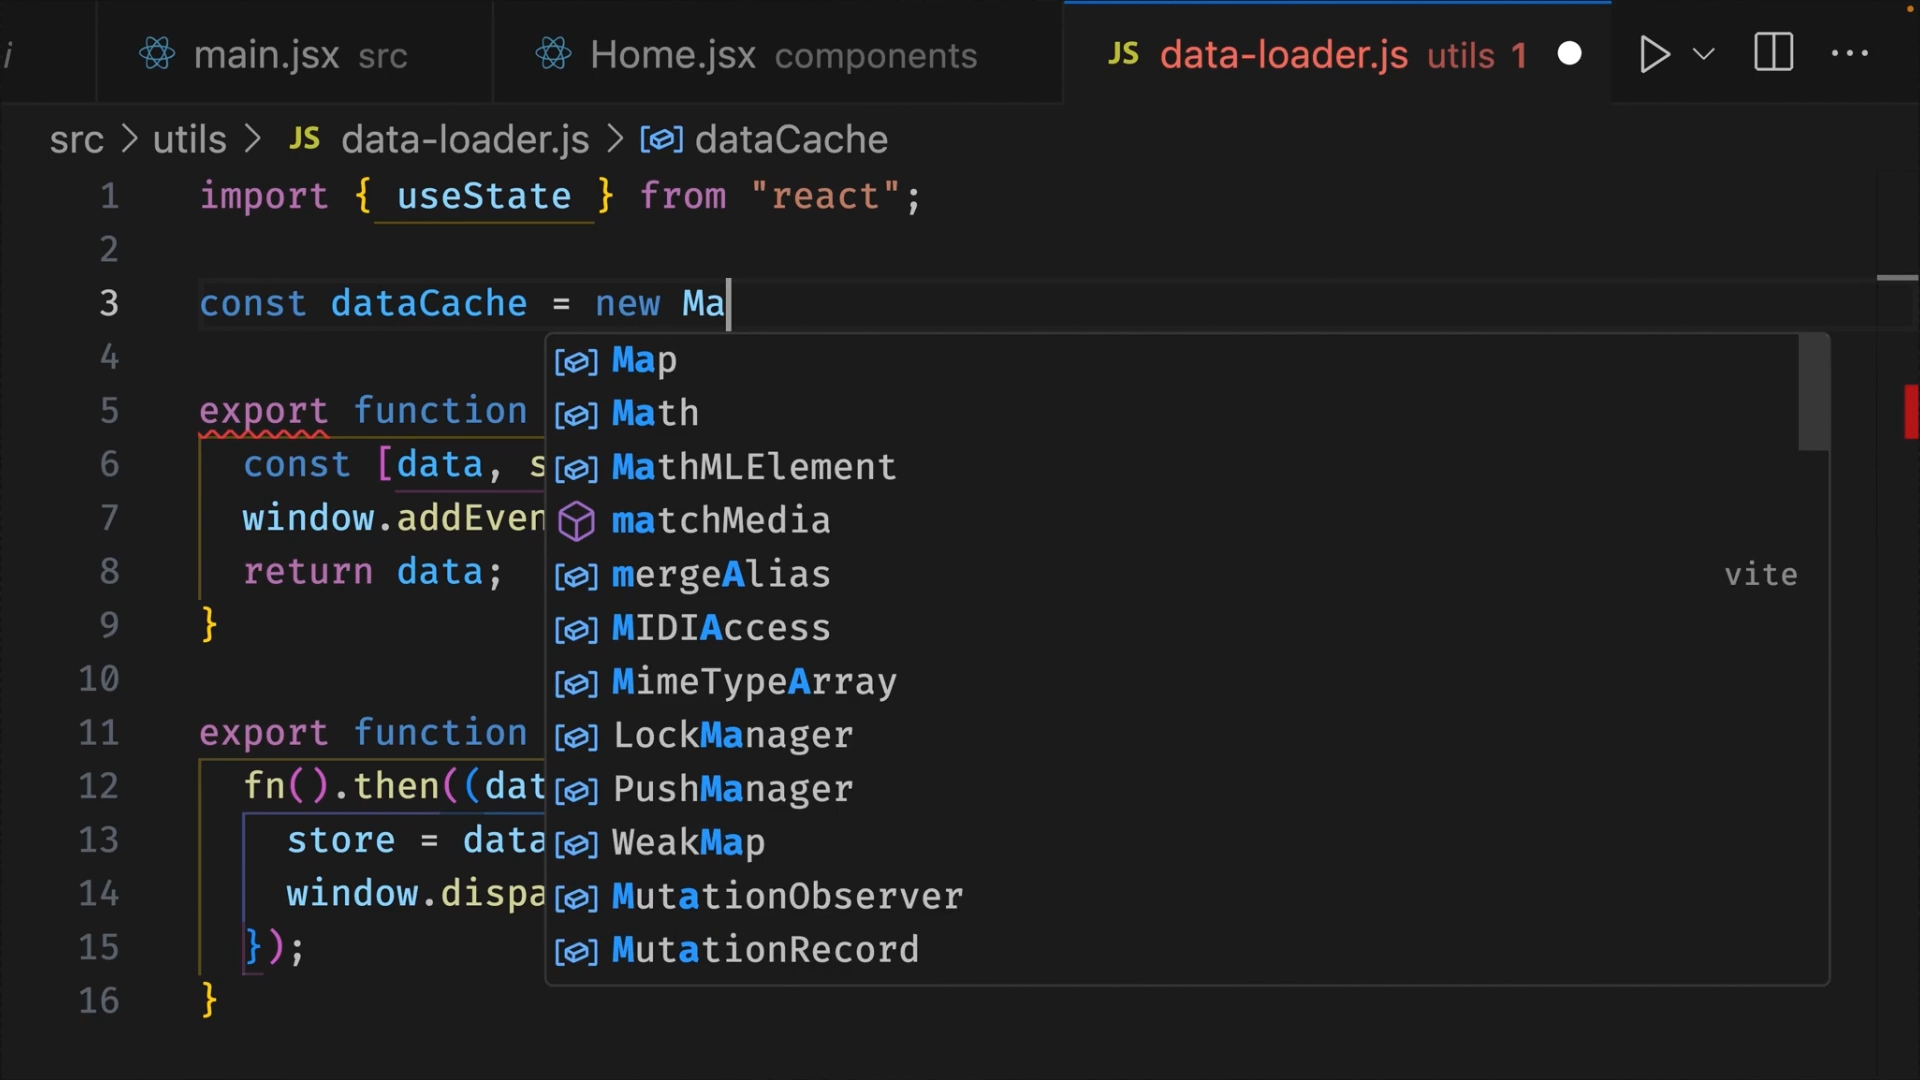 i
main.jsx src
Home.jsx components
JS data-loader.js utils 1
src > utils > JS data-loader.js > dataCache
1 import { useState } from "react";
2
3 const dataCache = new Ma
4
5 export function
6 const [data, s
7 window.addEven
8 return data;
9 }
10
11 export function
12 fn().then((dat
13 store = data
14 window.dispa
15 });
16 }
Map
Math
MathMLElement
matchMedia
mergeAlias vite
MIDIAccess
MimeTypeArray
LockManager
PushManager
WeakMap
MutationObserver
MutationRecord